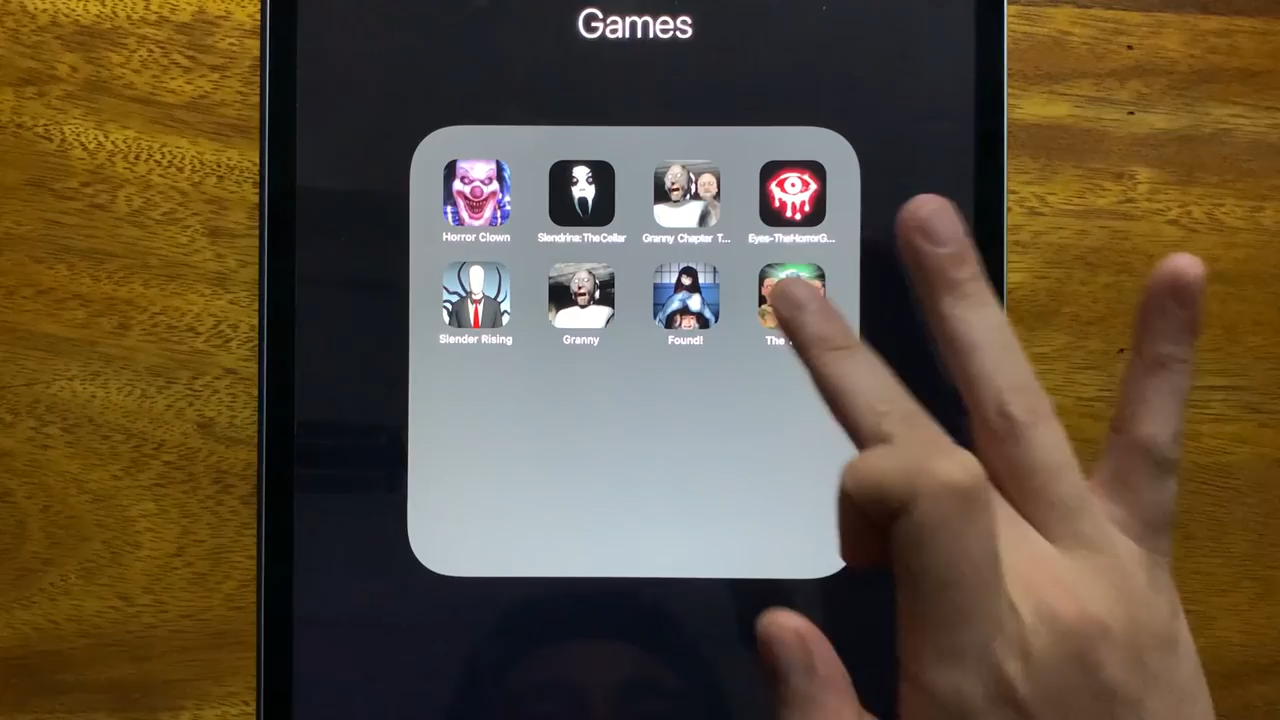 Games
Horror Clown
Slendrina: The Cellar
Granny Chapter T...
Eyes-TheHorrorG...
Slender Rising
Granny
Found!
The